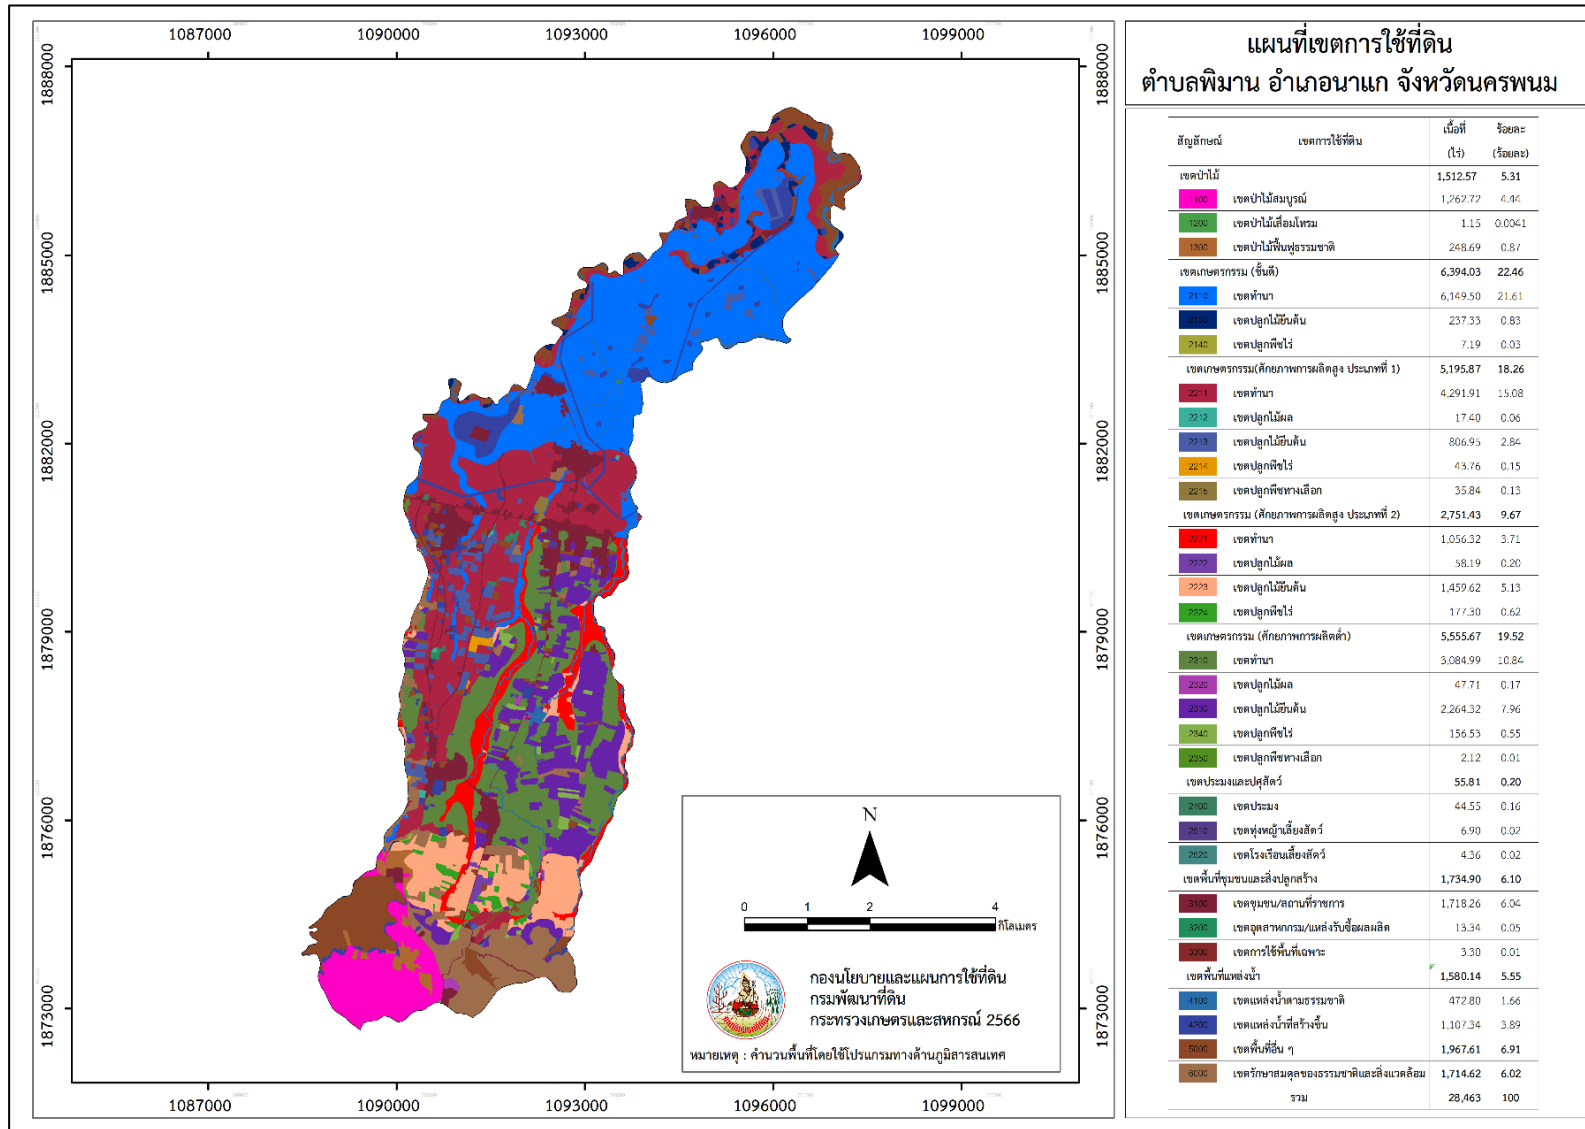 1087000 1090000 1093000 1096000 1099000
1888000 1888000
1885000 1885000
1882000 1882000
1879000 1879000
1876000 1876000
1873000 1873000
1087000 1090000 1093000 1096000 1099000
N
0 1 2 4
กิโลเมตร
กองนโยบายและแผนการใช้ที่ดิน
กรมพัฒนาที่ดิน
กระทรวงเกษตรและสหกรณ์ 2566
หมายเหตุ : คำนวนพื้นที่โดยใช้โปรแกรมทางด้านภูมิสารสนเทศ
แผนที่เขตการใช้ที่ดิน
ตำบลพิมาน อำเภอนาแก จังหวัดนครพนม
สัญลักษณ์ เขตการใช้ที่ดิน เนื้อที่ (ไร่) ร้อยละ (ร้อยละ)
เขตป่าไม้ 1,512.57 5.31
1100 เขตป่าไม้สมบูรณ์ 1,262.72 4.44
1200 เขตป่าไม้เสื่อมโทรม 1.15 0.0041
1300 เขตป่าไม้ฟื้นฟูธรรมชาติ 248.69 0.87
เขตเกษตรกรรม (ชั้นดี) 6,394.03 22.46
2110 เขตทำนา 6,149.50 21.61
เขตปลูกไม้ยืนต้น 237.33 0.83
2140 เขตปลูกพืชไร่ 7.19 0.03
เขตเกษตรกรรม(ศักยภาพการผลิตสูง ประเภทที่ 1) 5,195.87 18.26
2211 เขตทำนา 4,291.91 15.08
2212 เขตปลูกไม้ผล 17.40 0.06
2213 เขตปลูกไม้ยืนต้น 806.95 2.84
2214 เขตปลูกพืชไร่ 43.76 0.15
2215 เขตปลูกพืชทางเลือก 35.84 0.13
เขตเกษตรกรรม (ศักยภาพการผลิตสูง ประเภทที่ 2) 2,751.43 9.67
2221 เขตทำนา 1,056.32 3.71
2222 เขตปลูกไม้ผล 58.19 0.20
2223 เขตปลูกไม้ยืนต้น 1,459.62 5.13
2224 เขตปลูกพืชไร่ 177.30 0.62
เขตเกษตรกรรม (ศักยภาพการผลิตต่ำ) 5,555.67 19.52
2310 เขตทำนา 3,084.99 10.84
2320 เขตปลูกไม้ผล 47.71 0.17
2330 เขตปลูกไม้ยืนต้น 2,264.32 7.96
2340 เขตปลูกพืชไร่ 156.53 0.55
2350 เขตปลูกพืชทางเลือก 2.12 0.01
เขตประมงและปศุสัตว์ 55.81 0.20
2400 เขตประมง 44.55 0.16
2510 เขตทุ่งหญ้าเลี้ยงสัตว์ 6.90 0.02
2520 เขตโรงเรือนเลี้ยงสัตว์ 4.36 0.02
เขตพื้นที่ชุมชนและสิ่งปลูกสร้าง 1,734.90 6.10
3100 เขตชุมชน/สถานที่ราชการ 1,718.26 6.04
3200 เขตอุตสาหกรรม/แหล่งรับซื้อผลผลิต 13.34 0.05
3300 เขตการใช้พื้นที่เฉพาะ 3.30 0.01
เขตพื้นที่แหล่งน้ำ 1,580.14 5.55
4100 เขตแหล่งน้ำตามธรรมชาติ 472.80 1.66
4200 เขตแหล่งน้ำที่สร้างขึ้น 1,107.34 3.89
5000 เขตพื้นที่อื่น ๆ 1,967.61 6.91
6000 เขตรักษาสมดุลของธรรมชาติและสิ่งแวดล้อม 1,714.62 6.02
รวม 28,463 100